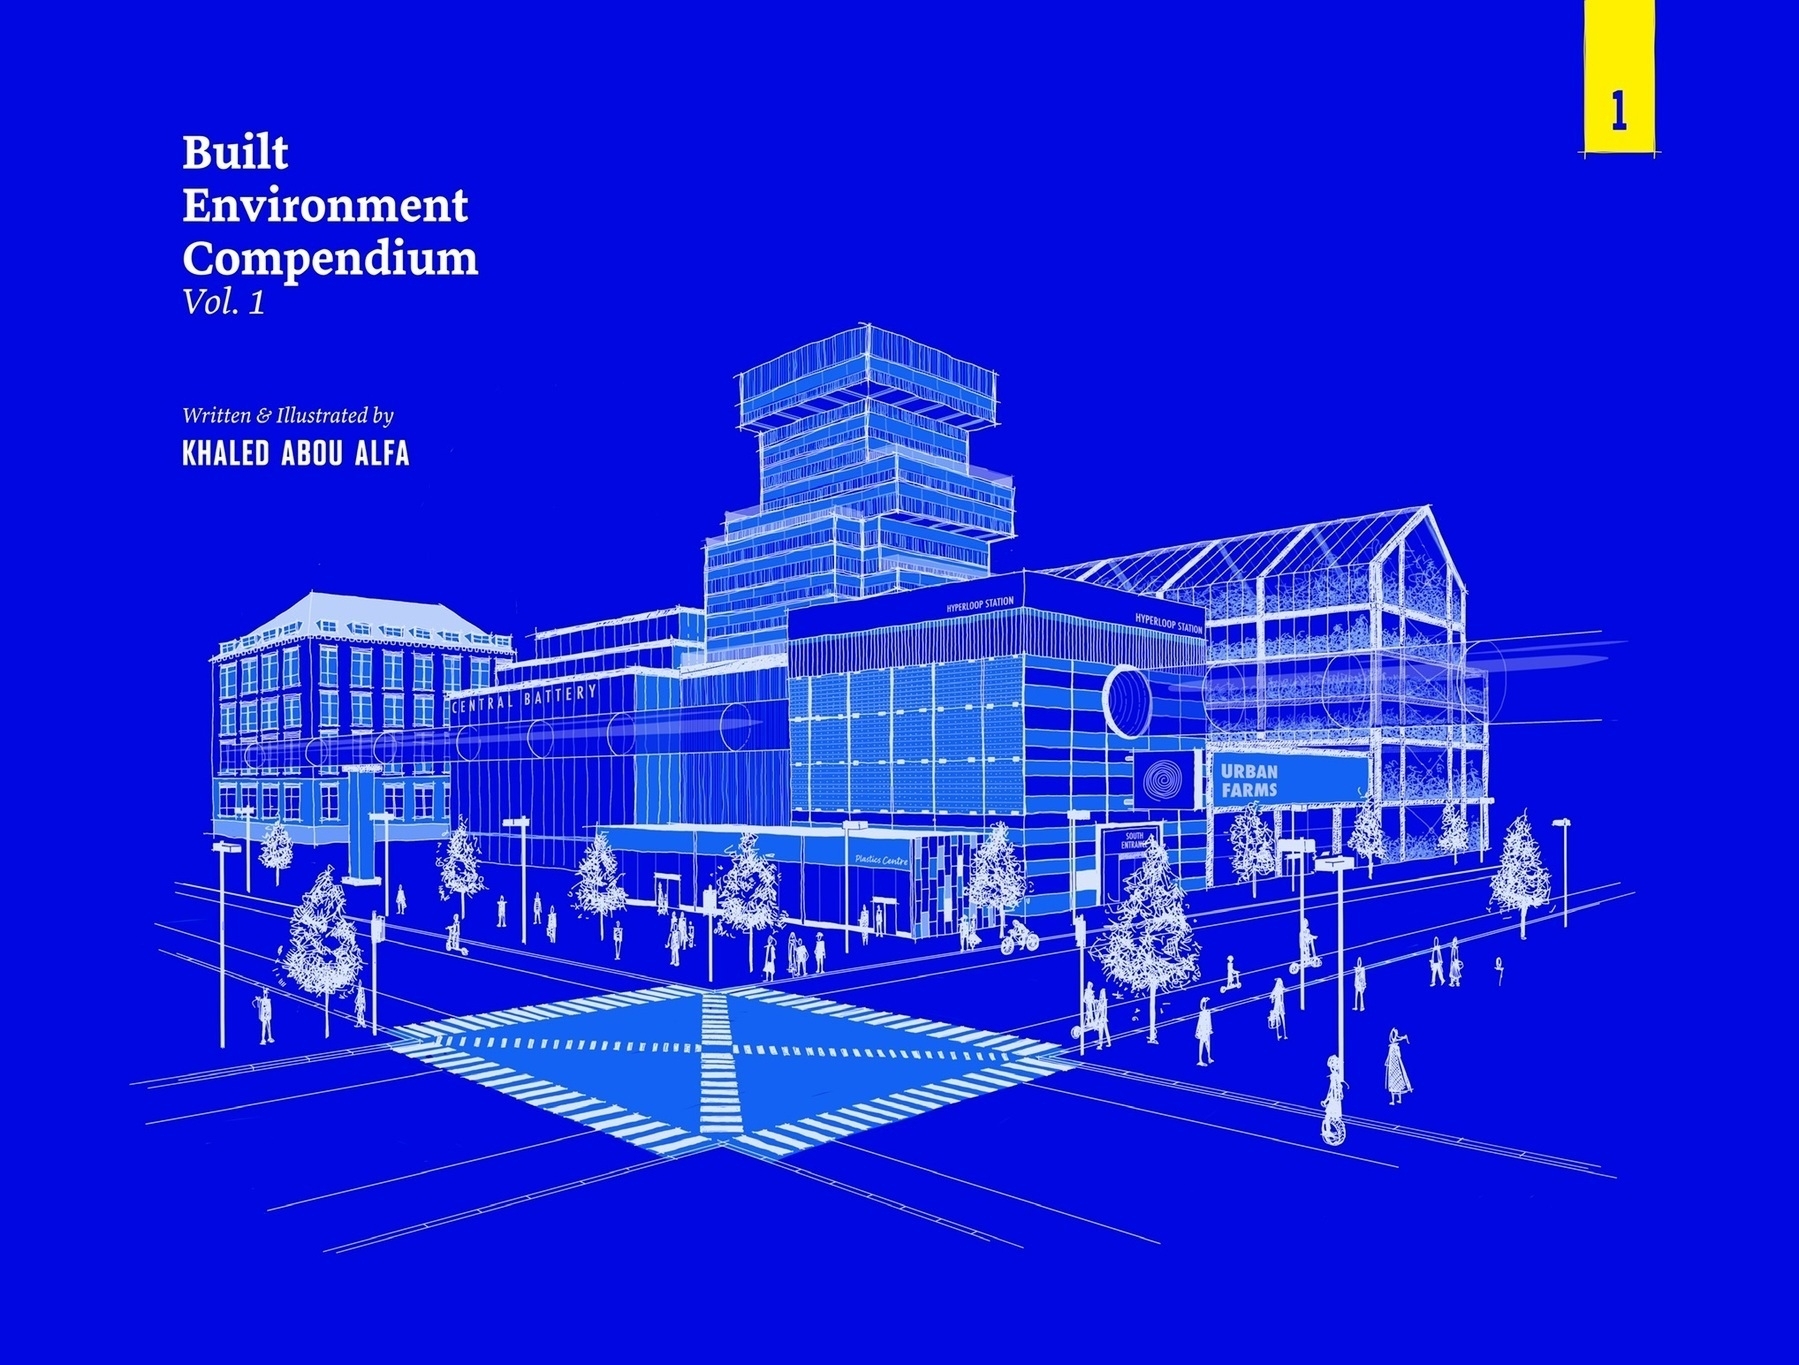 1
Built
Environment
Compendium
Vol. 1
Written & Illustrated by
KHALED ABOU ALFA
HYPERLOOP STATION
HYPERLOOP STATION
CENTRAL BATTERY
URBAN
FARMS
SOUTH
ENTRANCE
Plastics Centre